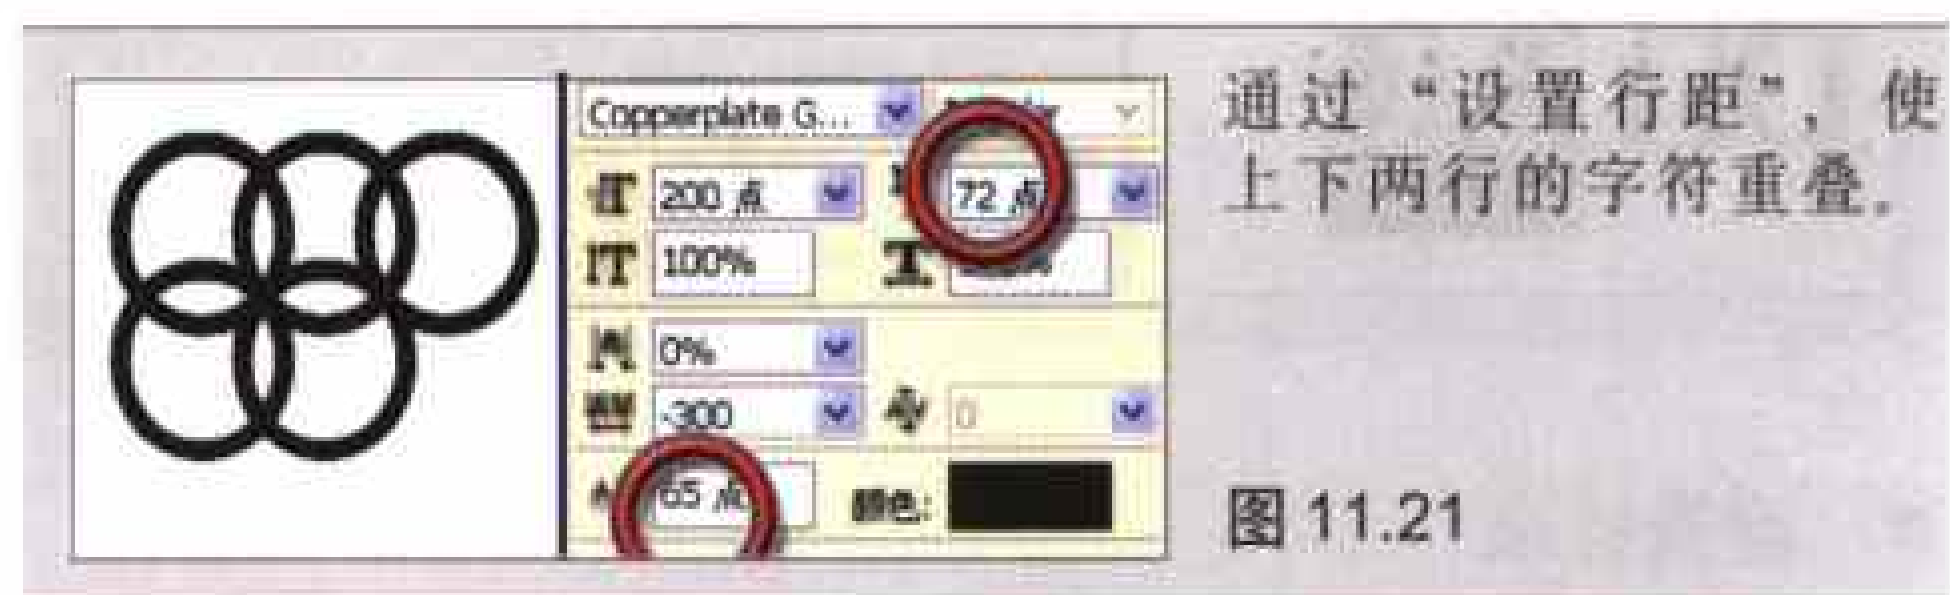 Copperplate G...
200 点
72 点
100%
0%
-300
0
65 点
颜色:
通过“设置行距”，使
上下两行的字符重叠。
图 11.21